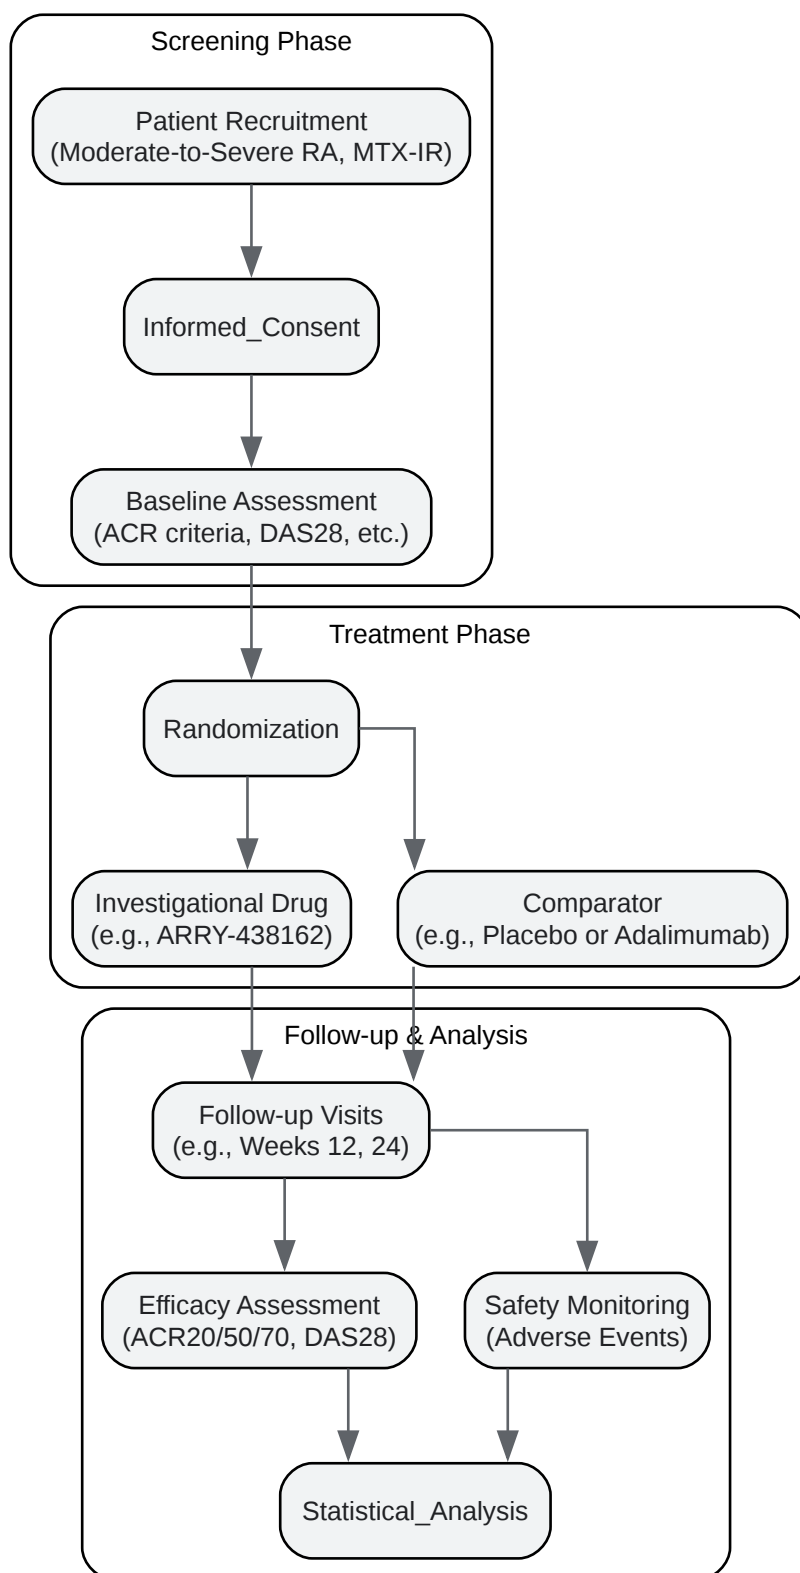 Screening Phase
Patient Recruitment
(Moderate-to-Severe RA, MTX-IR)
Informed_Consent
Baseline Assessment
(ACR criteria, DAS28, etc.)
Treatment Phase
Randomization
Investigational Drug
(e.g., ARRY-438162)
Comparator
(e.g., Placebo or Adalimumab)
Follow-up & Analysis
Follow-up Visits
(e.g., Weeks 12, 24)
Efficacy Assessment
(ACR20/50/70, DAS28)
Safety Monitoring
(Adverse Events)
Statistical_Analysis